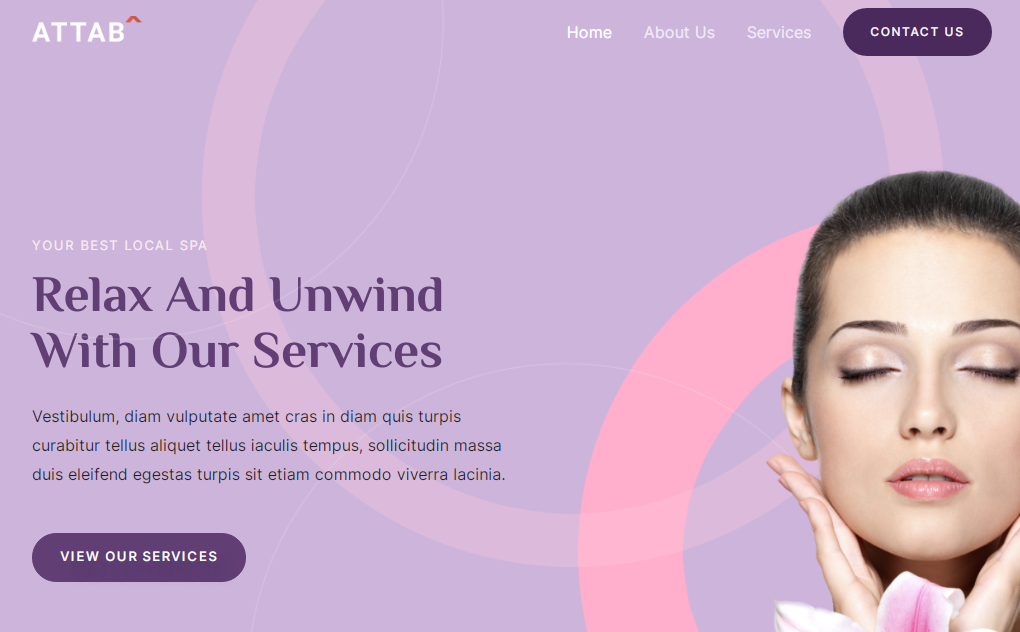 ATTAB
Home About Us Services CONTACT US
YOUR BEST LOCAL SPA
Relax And Unwind
With Our Services
Vestibulum, diam vulputate amet cras in diam quis turpis
curabitur tellus aliquet tellus iaculis tempus, sollicitudin massa
duis eleifend egestas turpis sit etiam commodo viverra lacinia.
VIEW OUR SERVICES